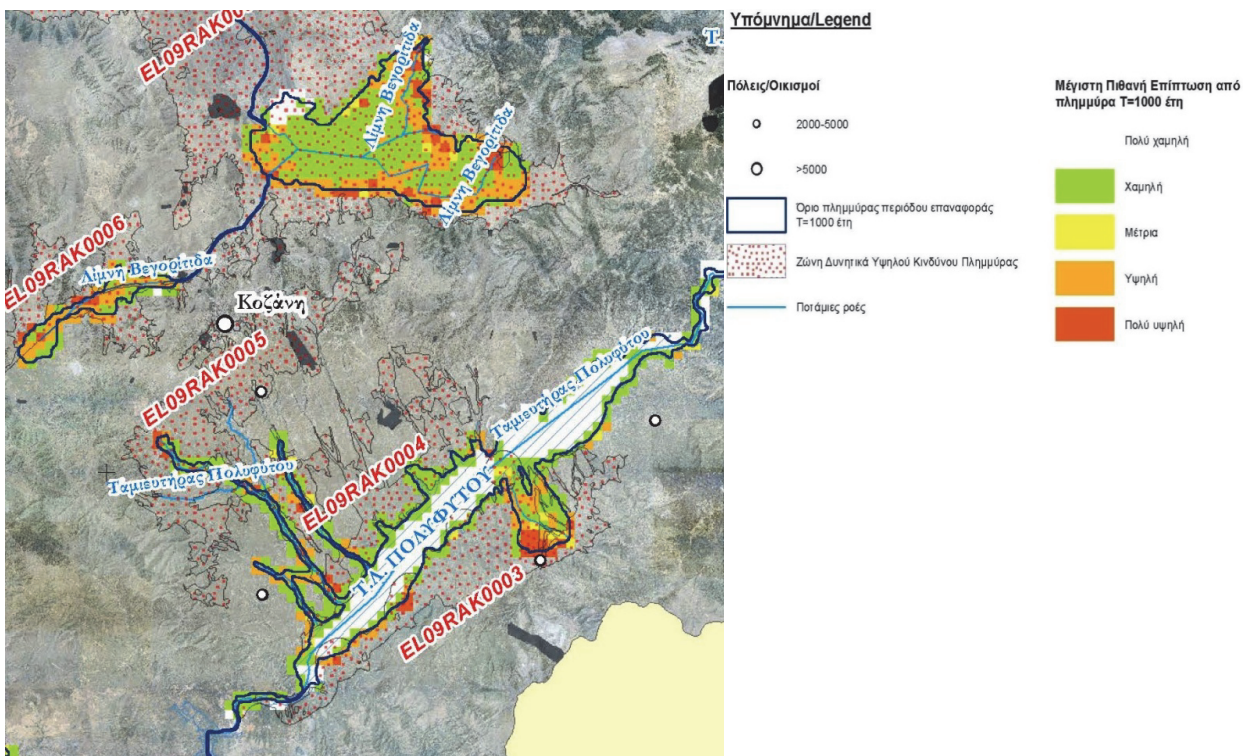 EL09RAK000
Λίμνη Βεγορίτιδα
Λίμνη Βεγορίτιδα
Τ.
EL09RAK0006
Λίμνη Βεγορίτιδα
Κοζάνη
EL09RAK0005
Ταμιευτήρας Πολυφύτου
Ταμιευτήρας Πολυφύτου
EL09RAK0004
Τ.Λ. ΠΟΛΥΦΥΤΟΥ
EL09RAK0003
Υπόμνημα/Legend
Πόλεις/Οικισμοί
2000-5000
>5000
Όριο πλημμύρας περιόδου επαναφοράς
Τ=1000 έτη
Ζώνη Δυνητικά Υψηλού Κινδύνου Πλημμύρας
Ποτάμιες ροές
Μέγιστη Πιθανή Επίπτωση από
πλημμύρα Τ=1000 έτη
Πολύ χαμηλή
Χαμηλή
Μέτρια
Υψηλή
Πολύ υψηλή